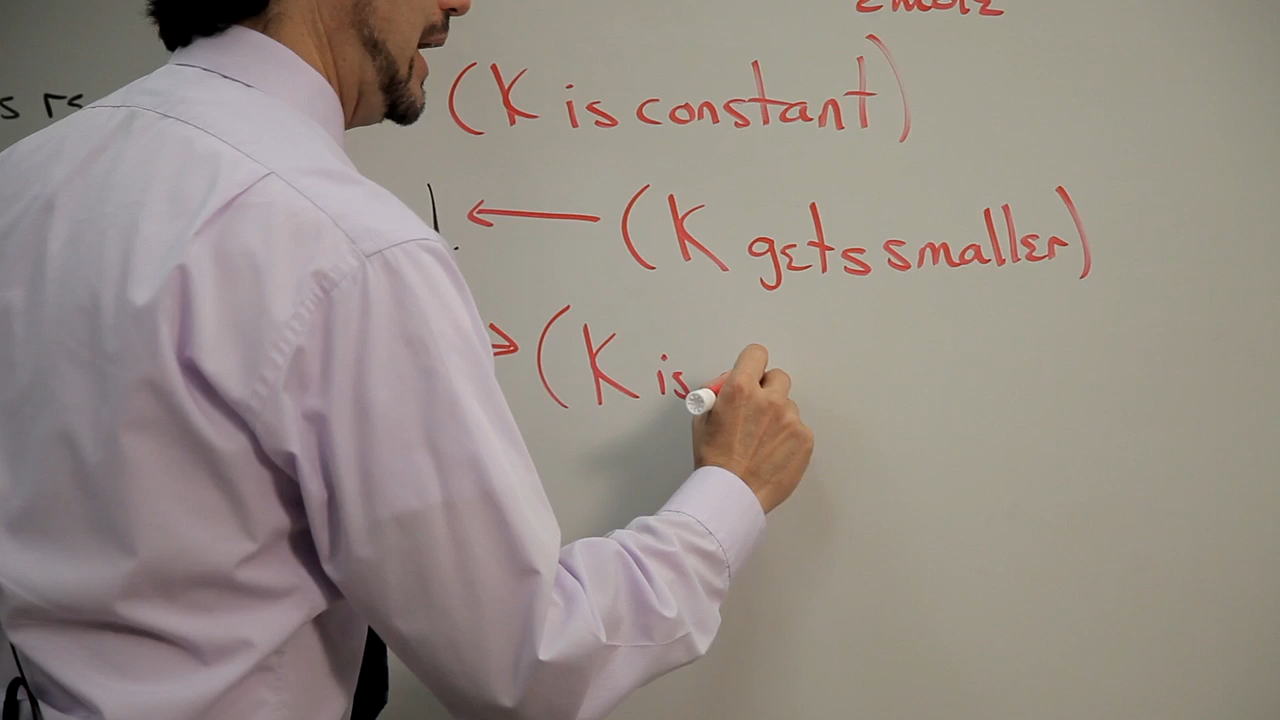 (K is constant)
← (K gets smaller)
→ (K is